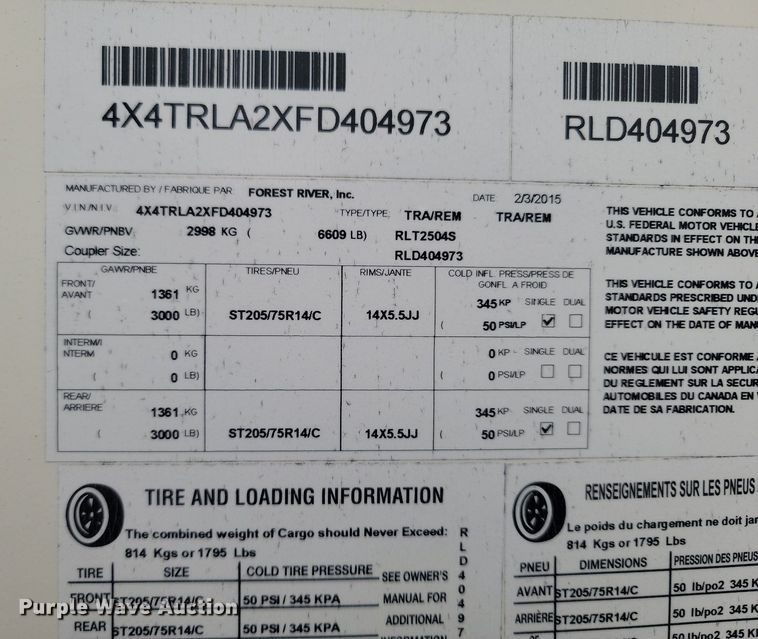 4X4TRLA2XFD404973
RLD404973
MANUFACTURED BY / FABRIQUE PAR FOREST RIVER, Inc. DATE 2/3/2015
VIN/NIV 4X4TRLA2XFD404973 TYPE/TYPE TRA/REM TRA/REM
GVWR/PNBV 2998 KG ( 6609 LB) RLT2504S
Coupler Size: RLD404973
GAWR/PNBE TIRES/PNEU RIMS/JANTE COLD INFL. PRESS/PRESS DE
GONFL. A FROID
FRONT/
AVANT 1361 KG 345 KP SINGLE DUAL
( 3000 LB) ST205/75R14/C 14X5.5JJ ( 50 PSI/LP
INTERM/I
NTERM 0 KG 0 KP - SINGLE DUAL
( 0 LB) ( 0 PSI/LP
REAR/
ARRIERE 1361 KG 345 KP SINGLE DUAL
( 3000 LB) ST205/75R14/C 14X5.5JJ ( 50 PSI/LP
THIS VEHICLE CONFORMS TO
U.S. FEDERAL MOTOR VEHICLE
STANDARDS IN EFFECT ON
MANUFACTURE SHOWN ABOVE
THIS VEHICLE CONFORMS TO
STANDARDS PRESCRIBED
MOTOR VEHICLE SAFETY
EFFECT ON THE DATE OF
CE VEHICULE EST CONFORME
NORMES QUI LUI SONT
DU REGLEMENT SUR LA
AUTOMOBILES DU CANADA EN
DATE DE SA FABRICATION.
TIRE AND LOADING INFORMATION
The combined weight of Cargo should Never Exceed:
814 Kgs or 1795 Lbs
TIRE SIZE COLD TIRE PRESSURE SEE OWNER'S
FRONT ST205/75R14/C 50 PSI / 345 KPA MANUAL FOR
REAR ST205/75R14/C 50 PSI / 345 KPA ADDITIONAL
INFORMATION
RLD40497
RENSEIGNEMENTS SUR LES PNEUS
Le poids du chargement ne doit
814 Kgs or 1795 Lbs
PNEU DIMENSIONS PRESSION DES PNEUS
AVANT ST205/75R14/C 50 lb/po2 345
ARRIÈRE ST205/75R14/C 50 lb/po2 345
Purple Wave Auction